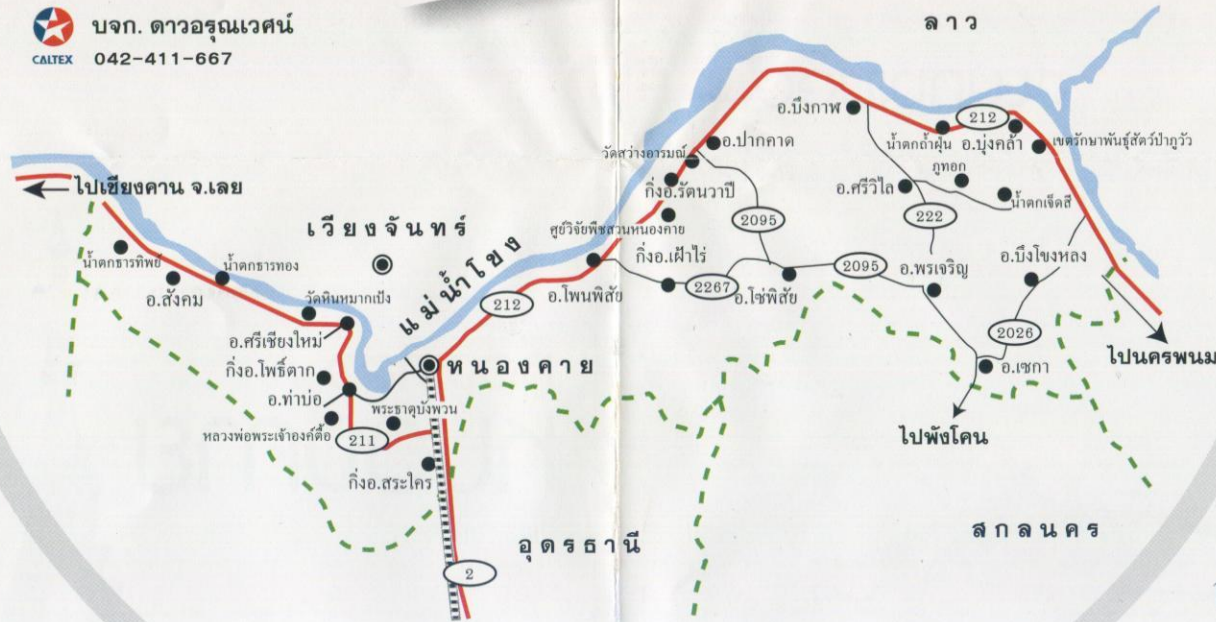 บจก. ดาวอรุณเวศน์
CALTEX
042-411-667
ลาว
อ.บึงกาฬ
212
น้ำตกถ้ำฝุ่น
อ.บุ่งคล้า
เขตรักษาพันธุ์สัตว์ป่าภูวัว
อ.ปากคาด
วัดสว่างอารมณ์
กิ่งอ.รัตนวาปี
ภูทอก
อ.ศรีวิไล
น้ำตกเจ็ดสี
ไปเชียงคาน จ.เลย
2095
222
ศูย์วิจัยพืชสวนหนองคาย
เวียงจันทร์
แม่น้ำโขง
กิ่งอ.เฝ้าไร่
น้ำตกธารทิพย์
น้ำตกธารทอง
อ.สังคม
วัดหินหมากเป้ง
อ.โพนพิสัย
2267
อ.โซ่พิสัย
2095
อ.พรเจริญ
อ.บึงโขงหลง
212
อ.ศรีเชียงใหม่
2026
ไปนครพนม
กิ่งอ.โพธิ์ตาก
หนองคาย
อ.เซกา
อ.ท่าบ่อ
พระธาตุบังพวน
หลวงพ่อพระเจ้าองค์ตื้อ
211
ไปพังโคน
กิ่งอ.สระใคร
อุดรธานี
สกลนคร
2